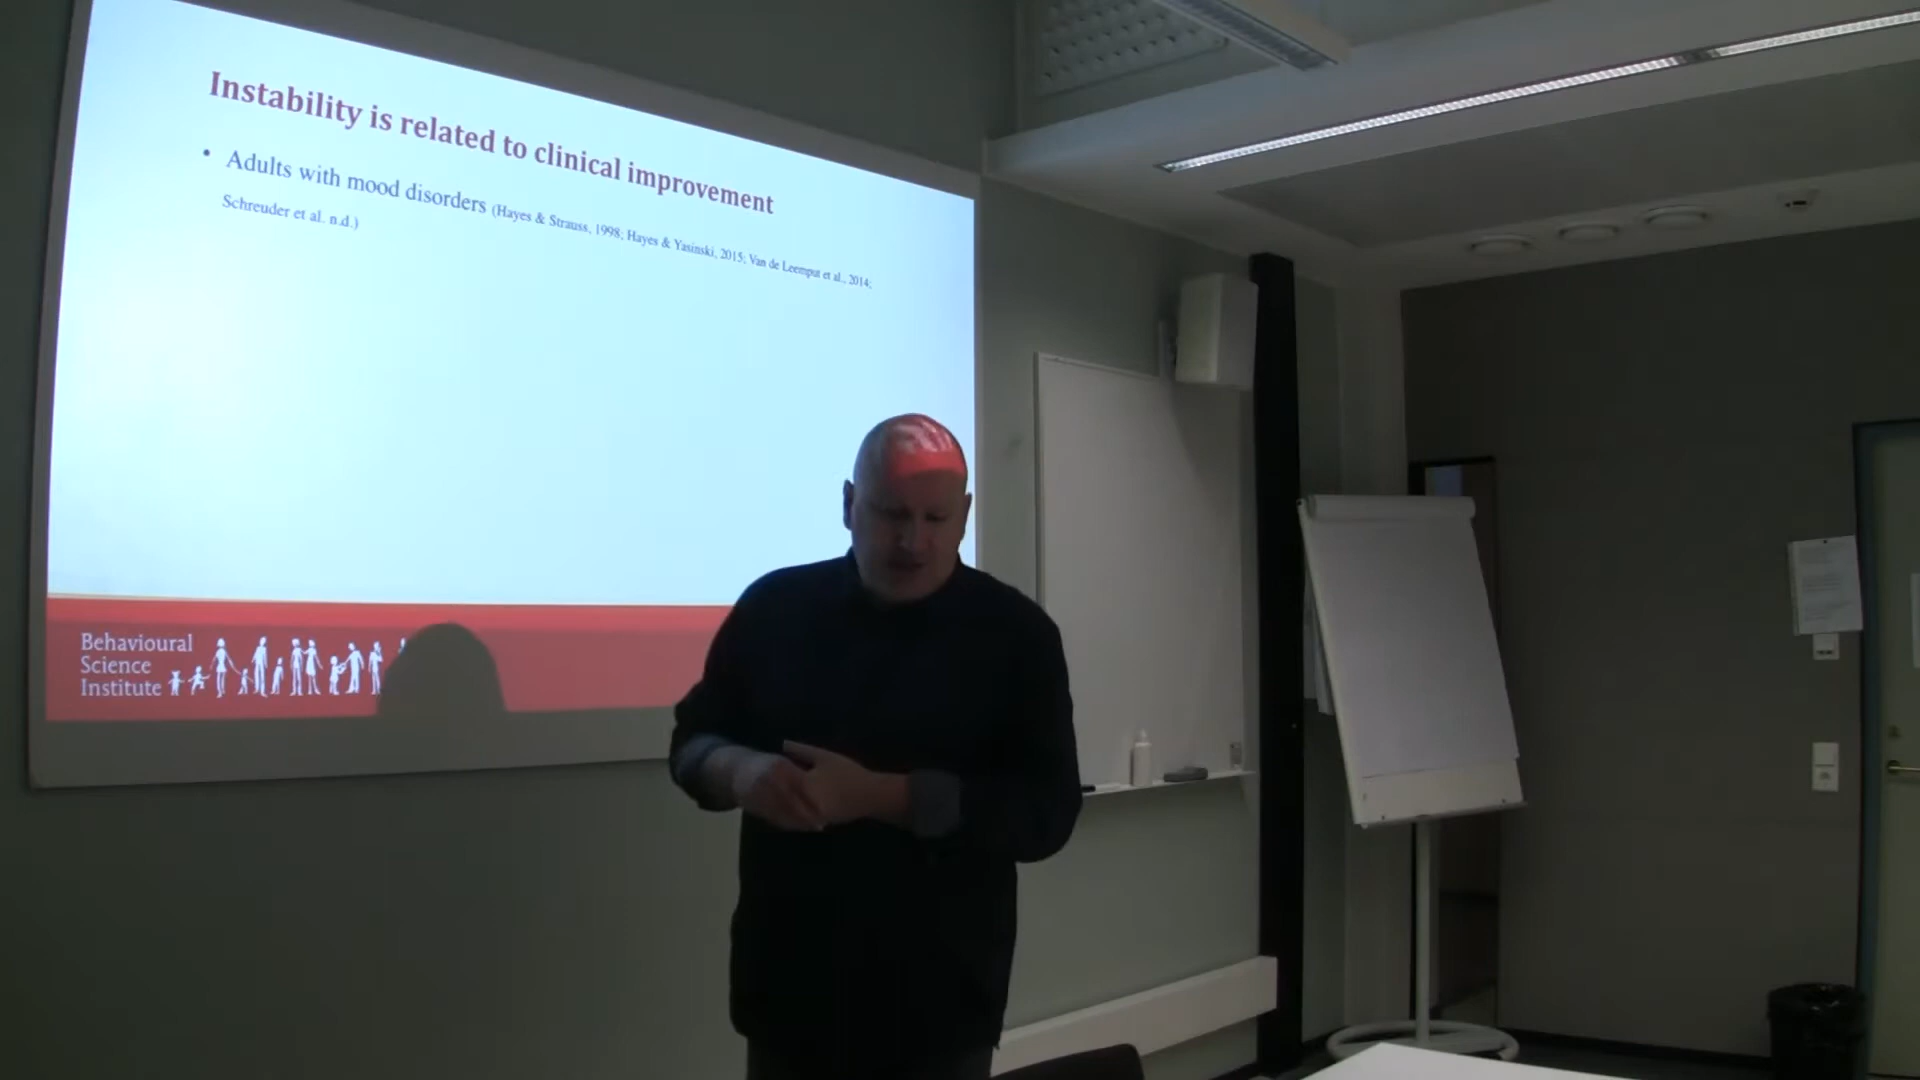 Instability is related to clinical improvement
• Adults with mood disorders (Hayes & Strauss, 1998; Hayes & Yasinski, 2015; Van de Leemput et al., 2014;
Schreuder et al. n.d.)
Behavioural
Science
Institute